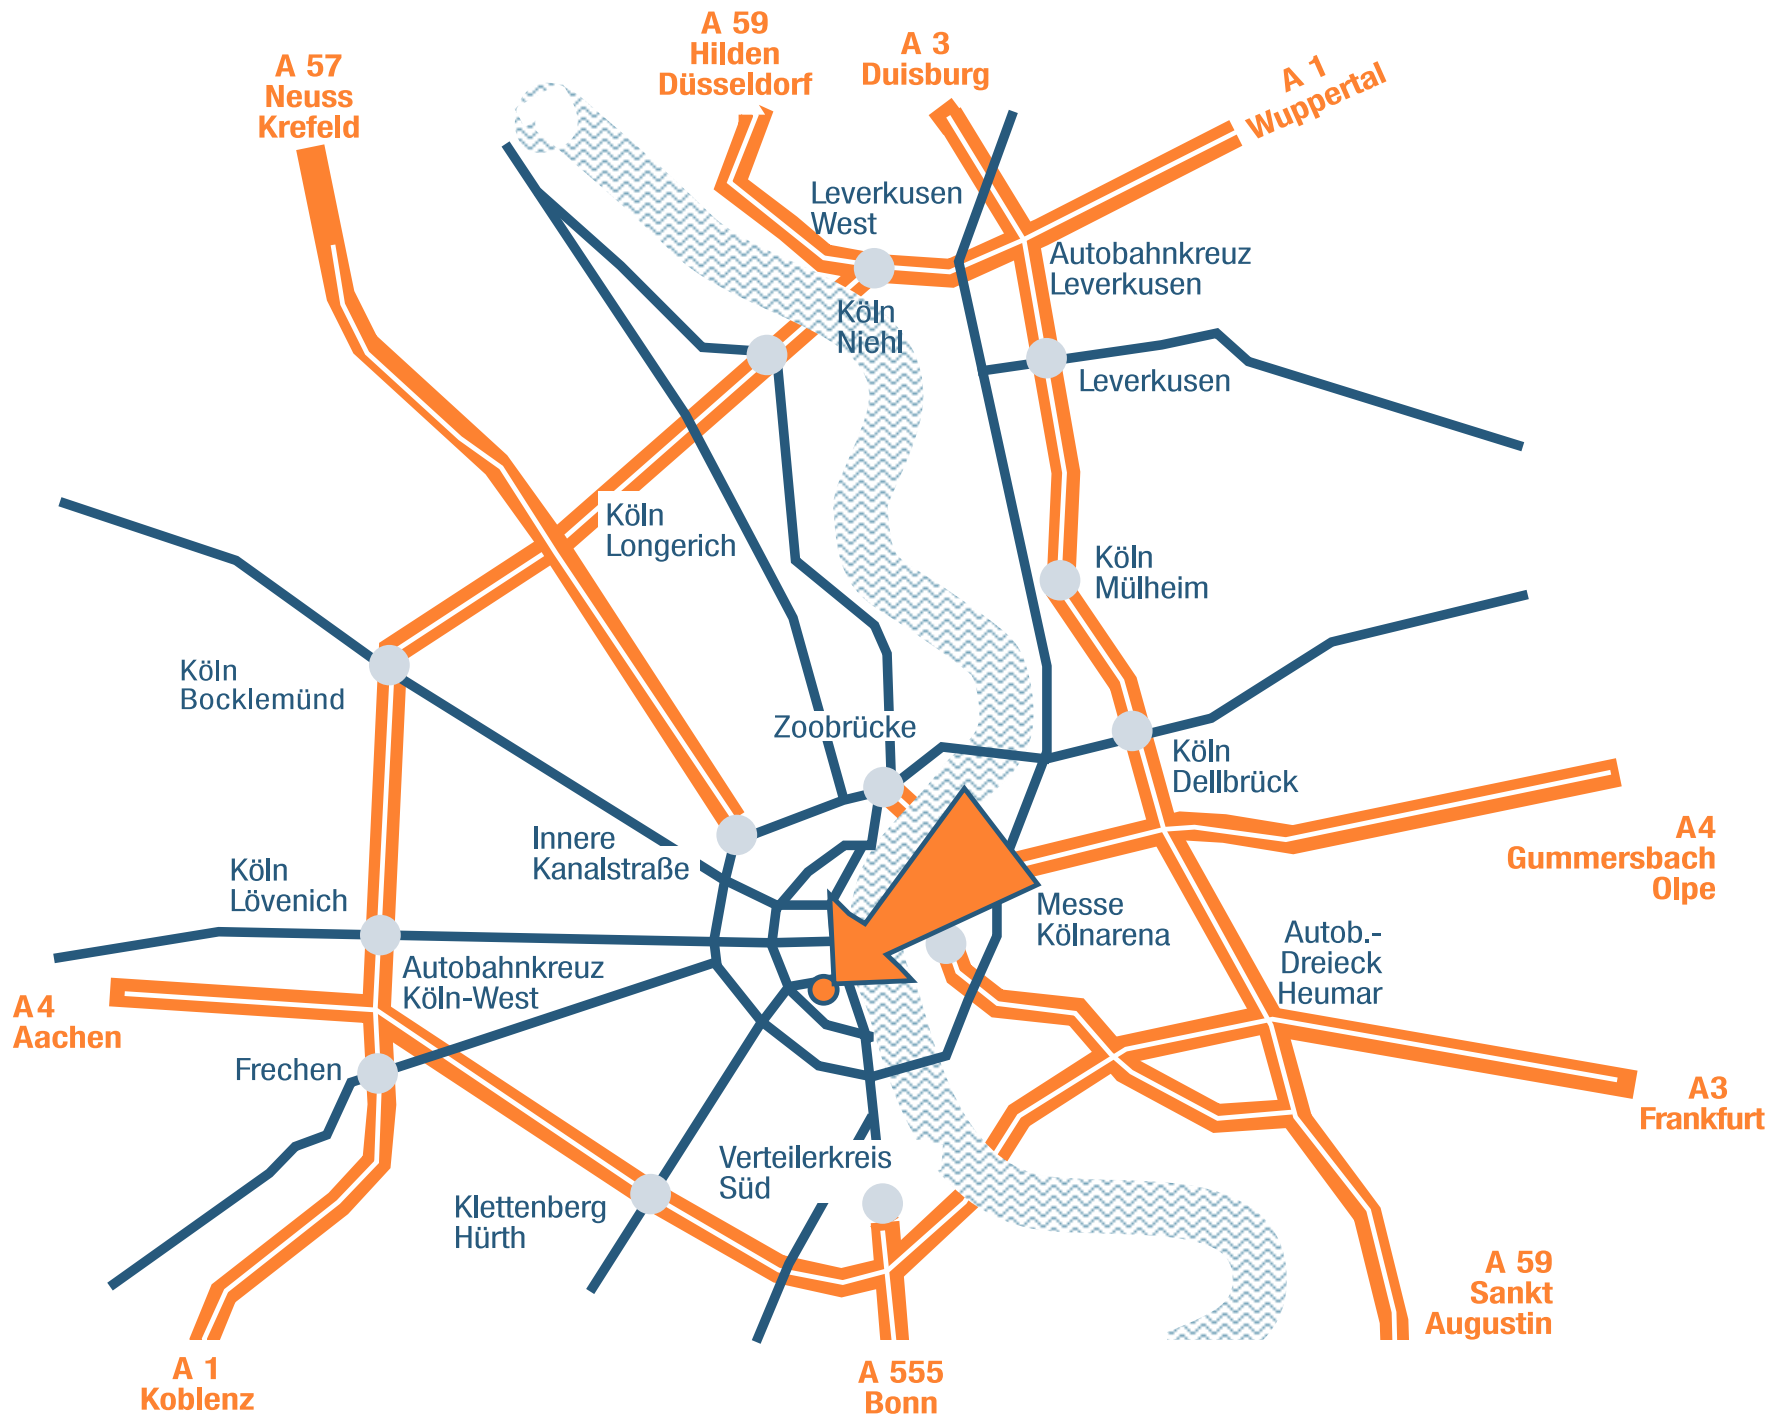 A 59
Hilden
Düsseldorf
A 3
Duisburg
A 1
Wuppertal
A 57
Neuss
Krefeld
Leverkusen
West
Autobahnkreuz
Leverkusen
Köln
Niehl
Leverkusen
Köln
Longerich
Köln
Mülheim
Köln
Bocklemünd
Zoobrücke
Köln
Dellbrück
Innere
Kanalstraße
A4
Gummersbach
Olpe
Köln
Lövenich
Messe
Kölnarena
Autob.-
Dreieck
Heumar
Autobahnkreuz
Köln-West
A4
Aachen
Frechen
A3
Frankfurt
Verteilerkreis
Süd
Klettenberg
Hürth
A 59
Sankt
Augustin
A 1
Koblenz
A 555
Bonn